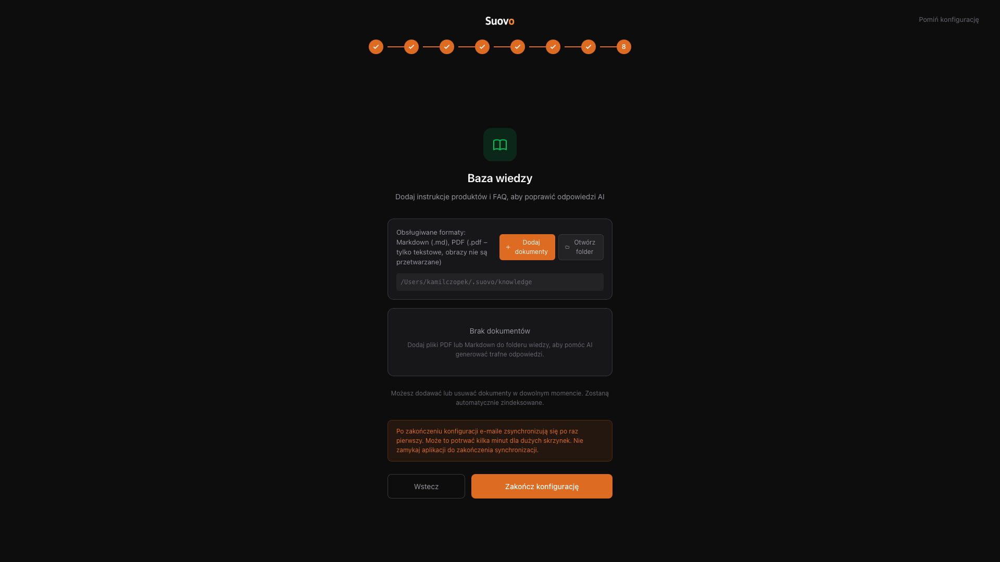 Suovo
Pomiń konfigurację
8
Baza wiedzy
Dodaj instrukcje produktów i FAQ, aby poprawić odpowiedzi AI
Obsługiwane formaty:
Markdown (.md), PDF (.pdf –
tylko tekstowe, obrazy nie są
przetwarzane)
Dodaj
dokumenty
Otwórz
folder
/Users/kamilczopek/.suovo/knowledge
Brak dokumentów
Dodaj pliki PDF lub Markdown do folderu wiedzy, aby pomóc AI
generować trafne odpowiedzi.
Możesz dodawać lub usuwać dokumenty w dowolnym momencie. Zostaną
automatycznie zindeksowane.
Po zakończeniu konfiguracji e-maile zsynchronizują się po raz
pierwszy. Może to potrwać kilka minut dla dużych skrzynek. Nie
zamykaj aplikacji do zakończenia synchronizacji.
Wstecz
Zakończ konfigurację